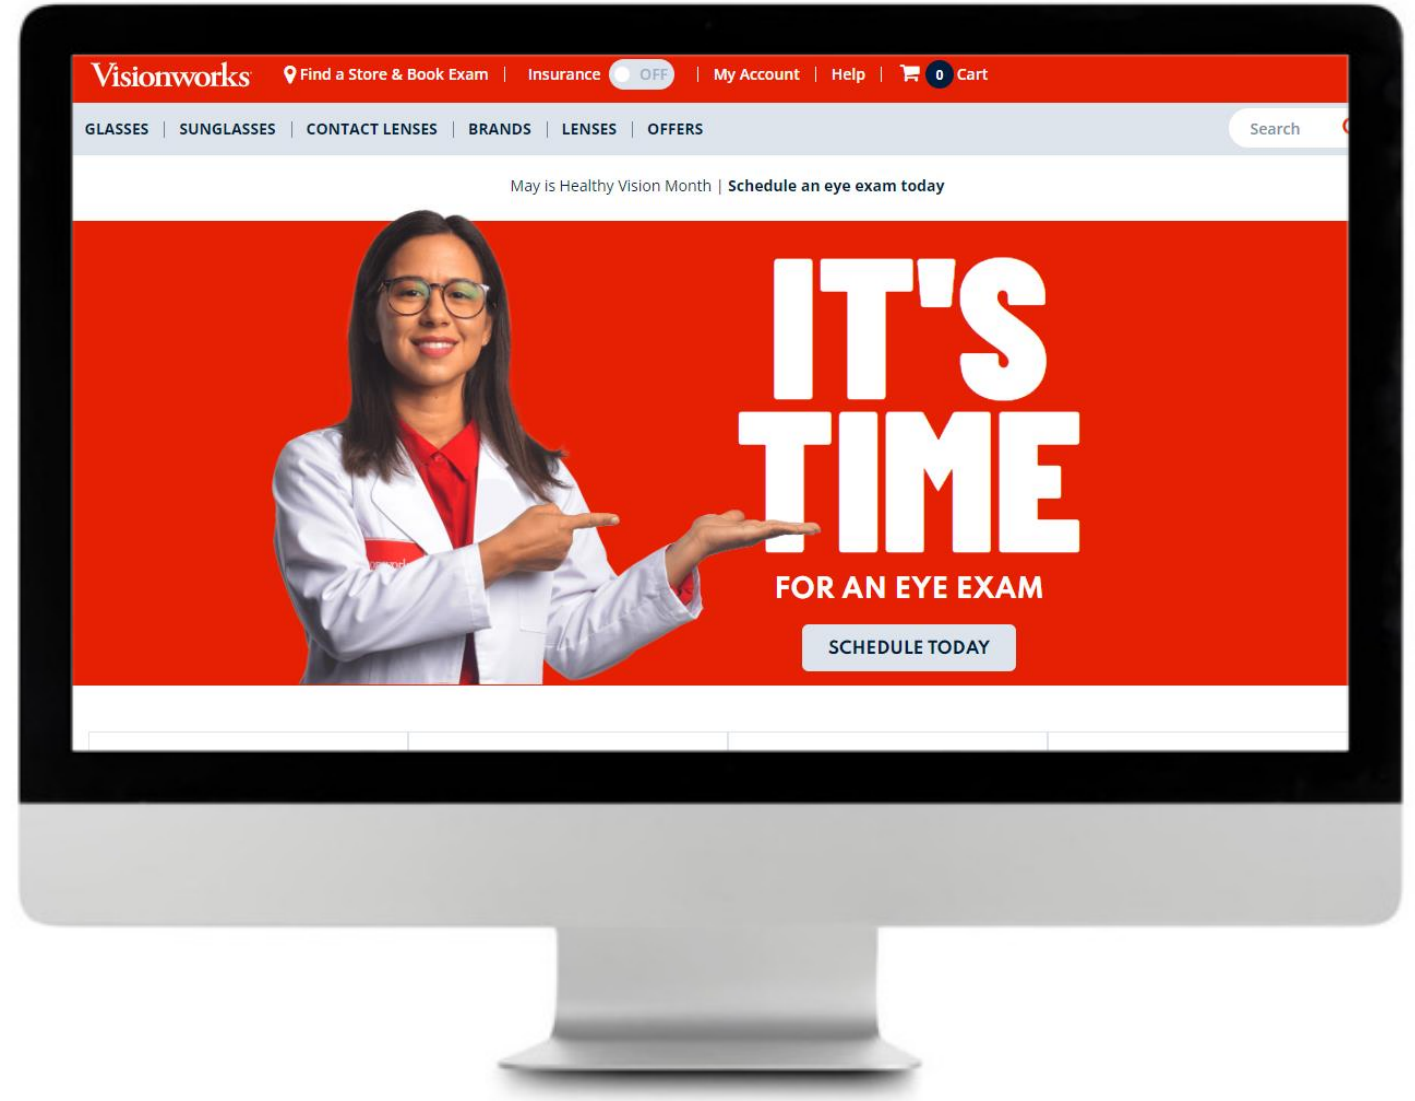 Visionworks Find a Store & Book Exam | Insurance OFF | My Account | Help | 0 Cart
GLASSES | SUNGLASSES | CONTACT LENSES | BRANDS | LENSES | OFFERS Search
May is Healthy Vision Month | Schedule an eye exam today
IT'S
TIME
FOR AN EYE EXAM
SCHEDULE TODAY